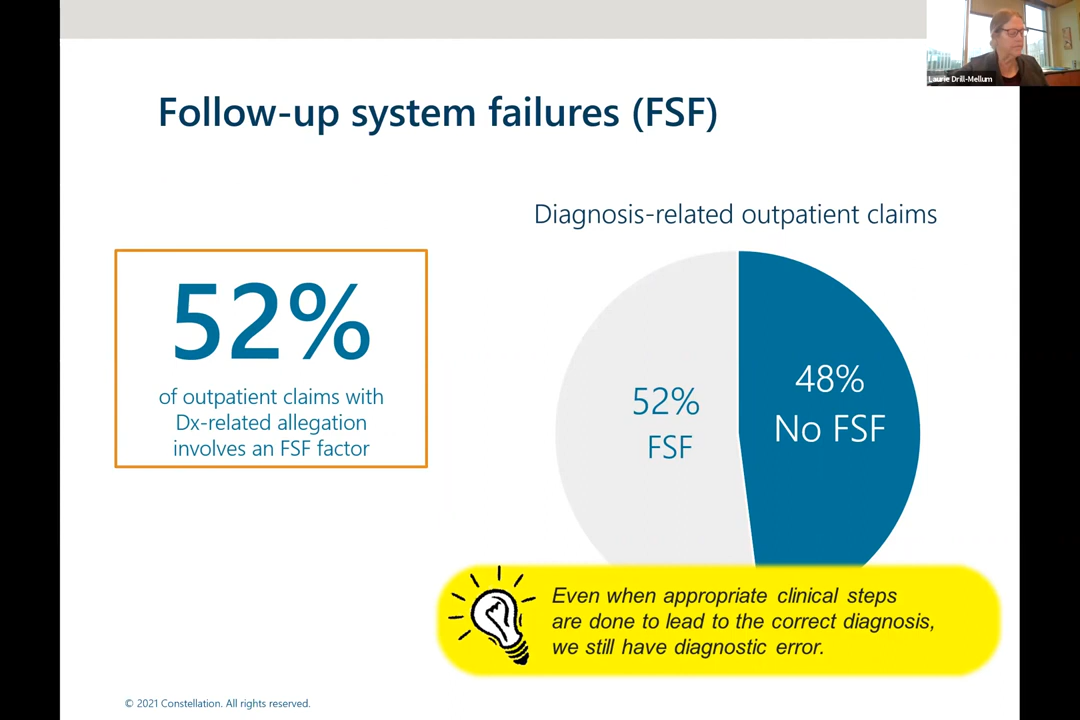 Laurie Drill-Mellum
Follow-up system failures (FSF)
52%
of outpatient claims with
Dx-related allegation
involves an FSF factor
Diagnosis-related outpatient claims
52%
FSF
48%
No FSF
Even when appropriate clinical steps
are done to lead to the correct diagnosis,
we still have diagnostic error.
© 2021 Constellation. All rights reserved.